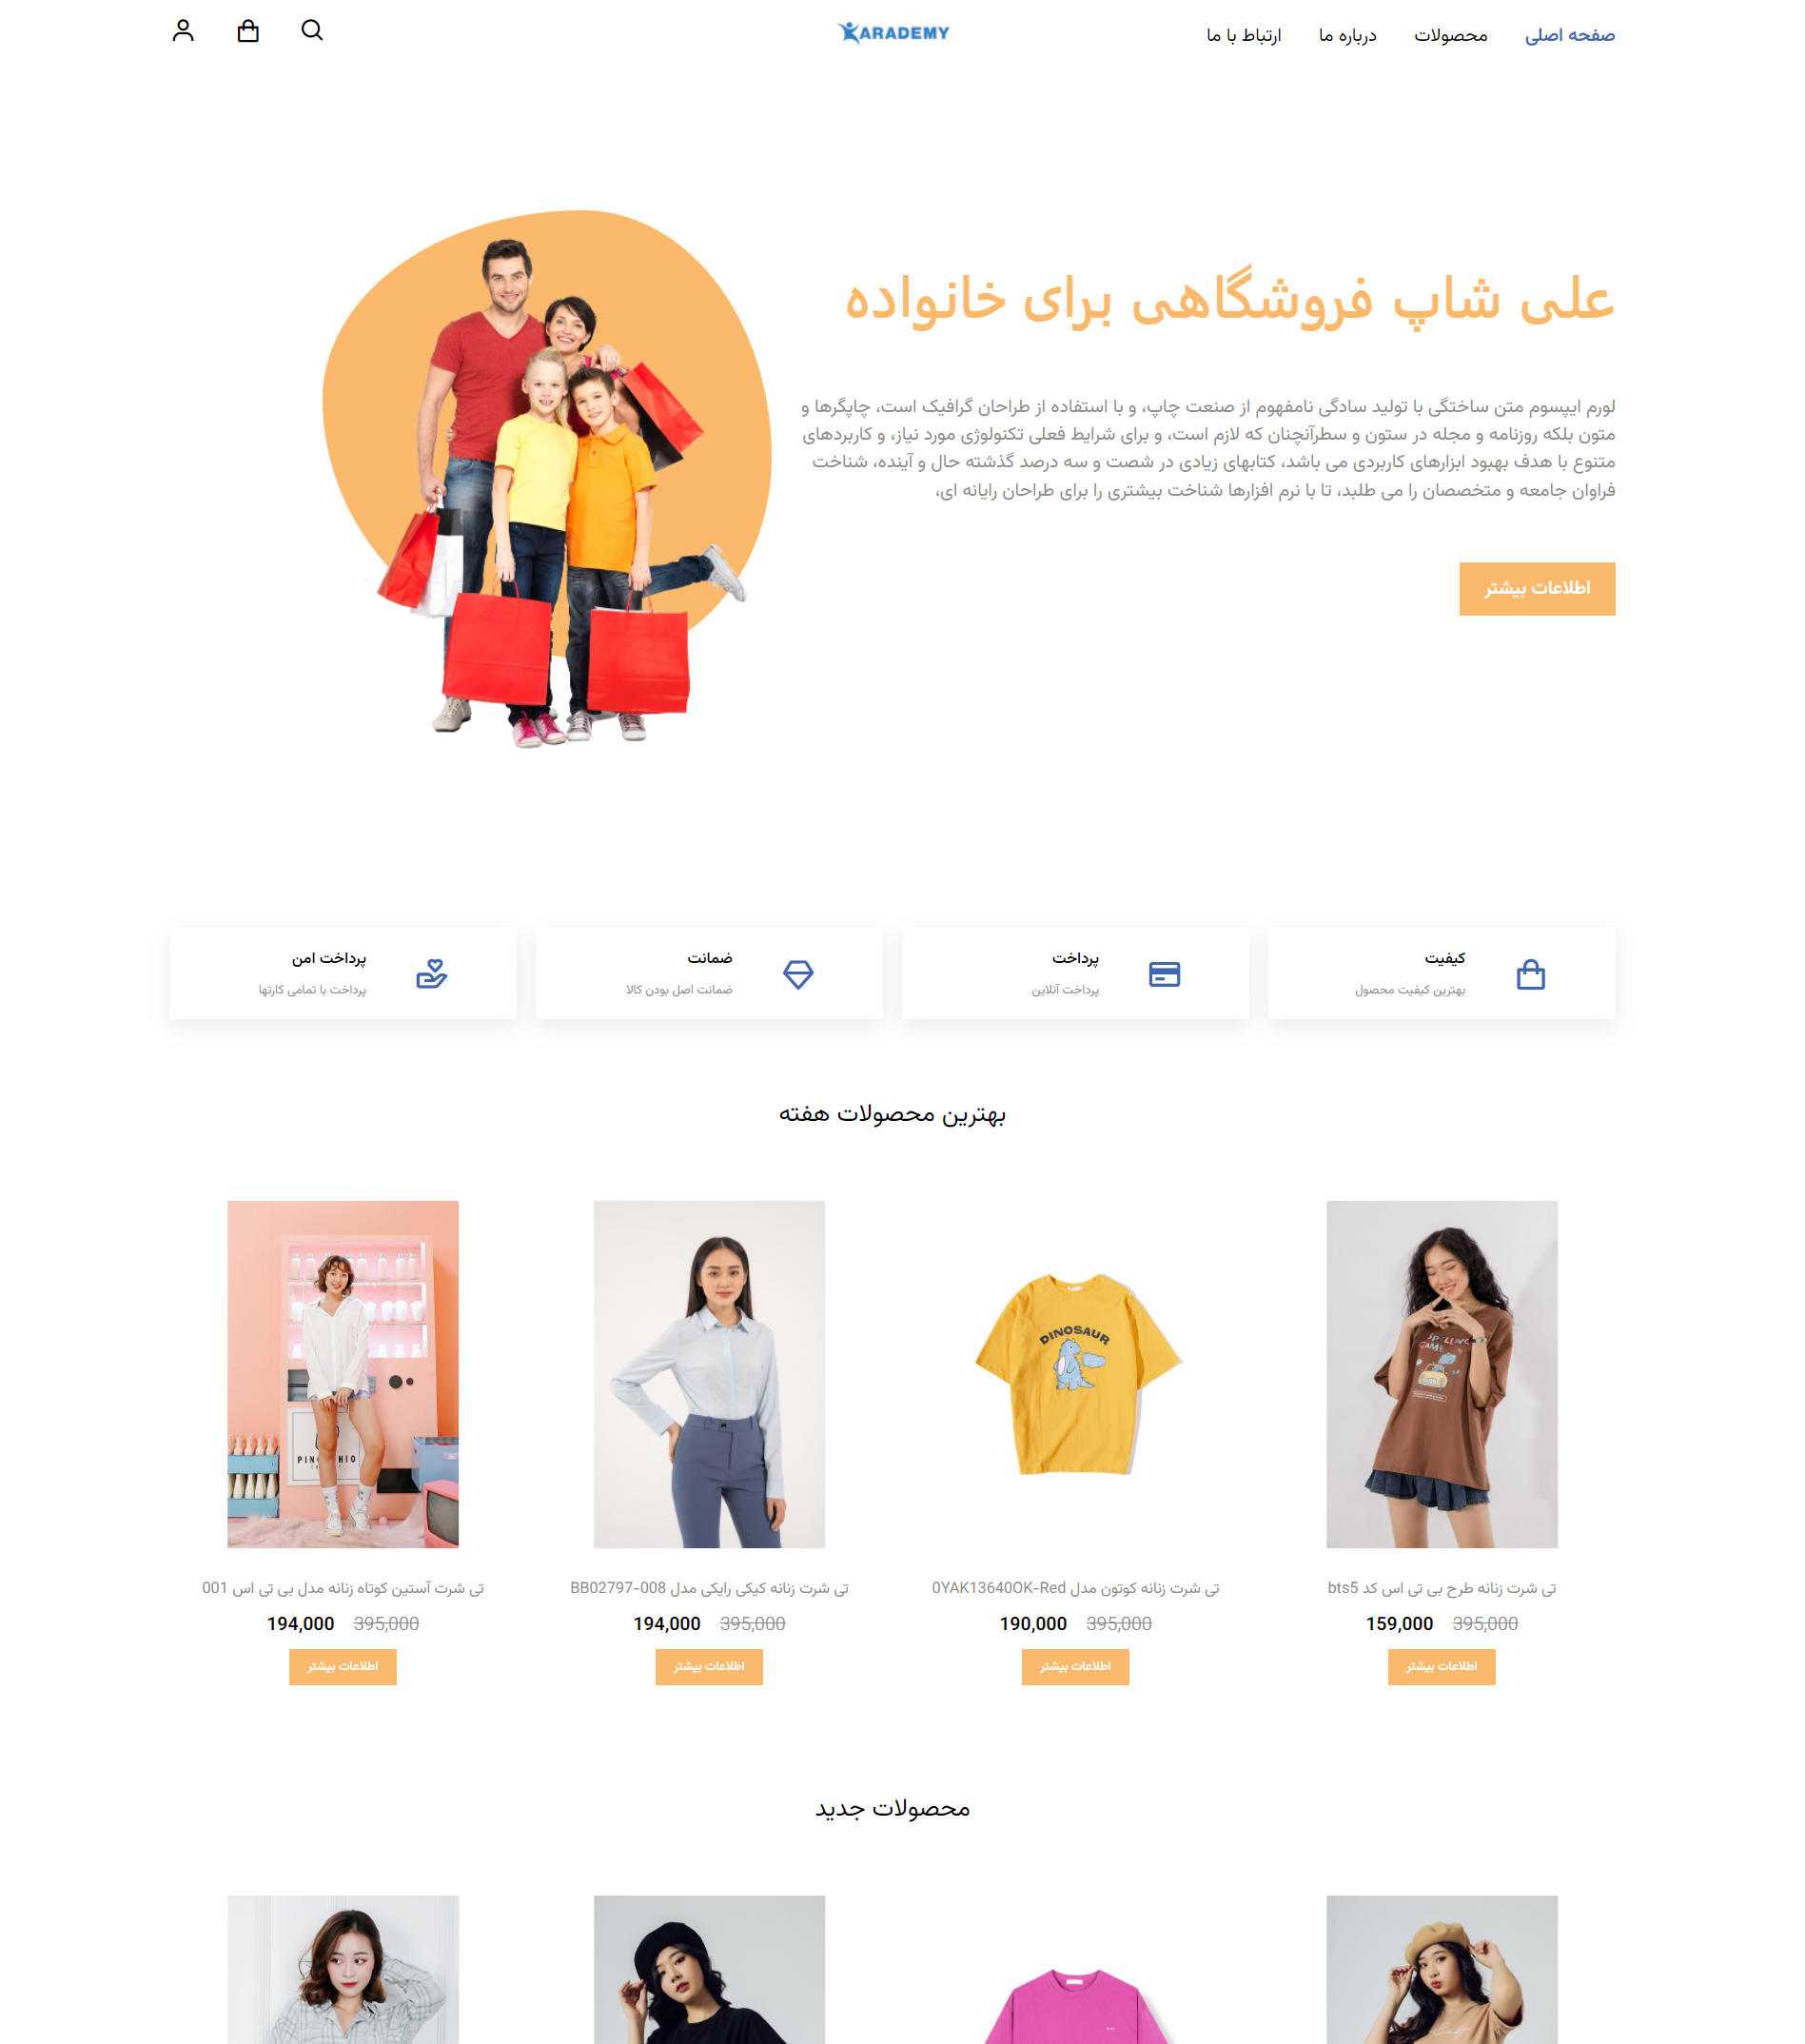 صفحه اصلی
محصولات
درباره ما
ارتباط با ما
KARADEMY
علی شاپ فروشگاهی برای خانواده
لورم ایپسوم متن ساختگی با تولید سادگی نامفهوم از صنعت چاپ، و با استفاده از طراحان گرافیک است، چاپگرها و
متون بلکه روزنامه و مجله در ستون و سطرآنچنان که لازم است، و برای شرایط فعلی تکنولوژی مورد نیاز، و کاربردهای
متنوع با هدف بهبود ابزارهای کاربردی می باشد، کتابهای زیادی در شصت و سه درصد گذشته حال و آینده، شناخت
فراوان جامعه و متخصصان را می طلبد، تا با نرم افزارها شناخت بیشتری را برای طراحان رایانه ای،
اطلاعات بیشتر
کیفیت
بهترین کیفیت محصول
پرداخت
پرداخت آنلاین
ضمانت
ضمانت اصل بودن کالا
پرداخت امن
پرداخت با تمامی کارتها
بهترین محصولات هفته
DINOSAUR
تی شرت زنانه طرح بی تی اس کد bts5
395,000 159,000
اطلاعات بیشتر
تی شرت زنانه کوتون مدل 0YAK13640OK-Red
395,000 190,000
اطلاعات بیشتر
تی شرت زنانه کیکی رایکی مدل BB02797-008
395,000 194,000
اطلاعات بیشتر
تی شرت آستین کوتاه زنانه مدل بی تی اس 001
395,000 194,000
اطلاعات بیشتر
محصولات جدید